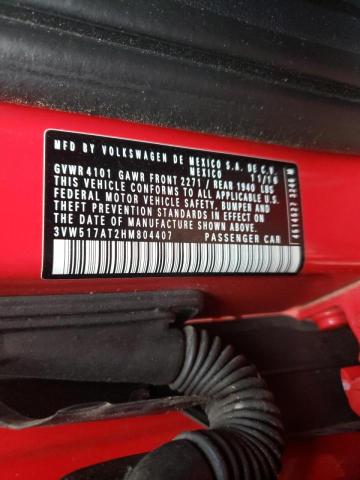 MFD BY VOLKSWAGEN DE MEXICO S.A. DE C.V.
MEXICO 11/16
GVWR 4101 GAWR FRONT 2271 / REAR 1940 LBS
THIS VEHICLE CONFORMS TO ALL APPLICABLE U.S.
FEDERAL MOTOR VEHICLE SAFETY, BUMPER AND
THEFT PREVENTION STANDARDS IN EFFECT ON
THE DATE OF MANUFACTURE SHOWN ABOVE.
3VW517AT2HM804407 PASSENGER CAR